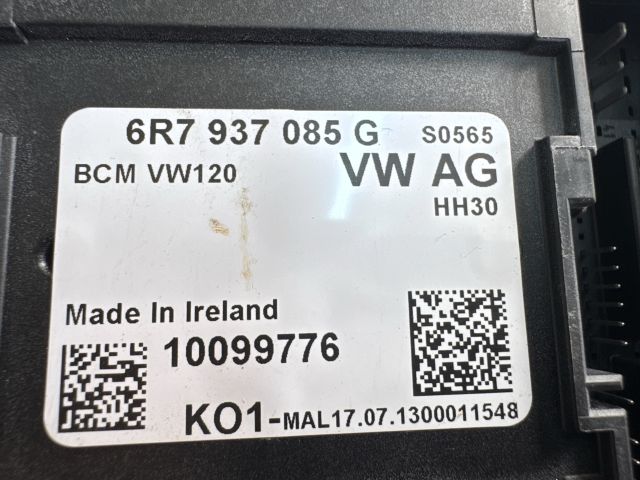 6R7 937 085 G S0565
BCM VW120 VW AG
HH30
Made In Ireland
10099776
KO1-MAL17.07.1300011548